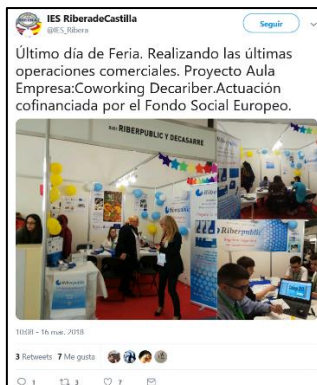 IES RiberadeCastilla
@IES_Ribera
Seguir
Último día de Feria. Realizando las últimas
operaciones comerciales. Proyecto Aula
Empresa:Coworking Decariber.Actuación
cofinanciada por el Fondo Social Europeo.
RIBERPUBLIC Y DECASARRE
Riberpublic
Riberpublic
10:08 - 16 mar. 2018
3 Retweets 7 Me gusta
1 3 7